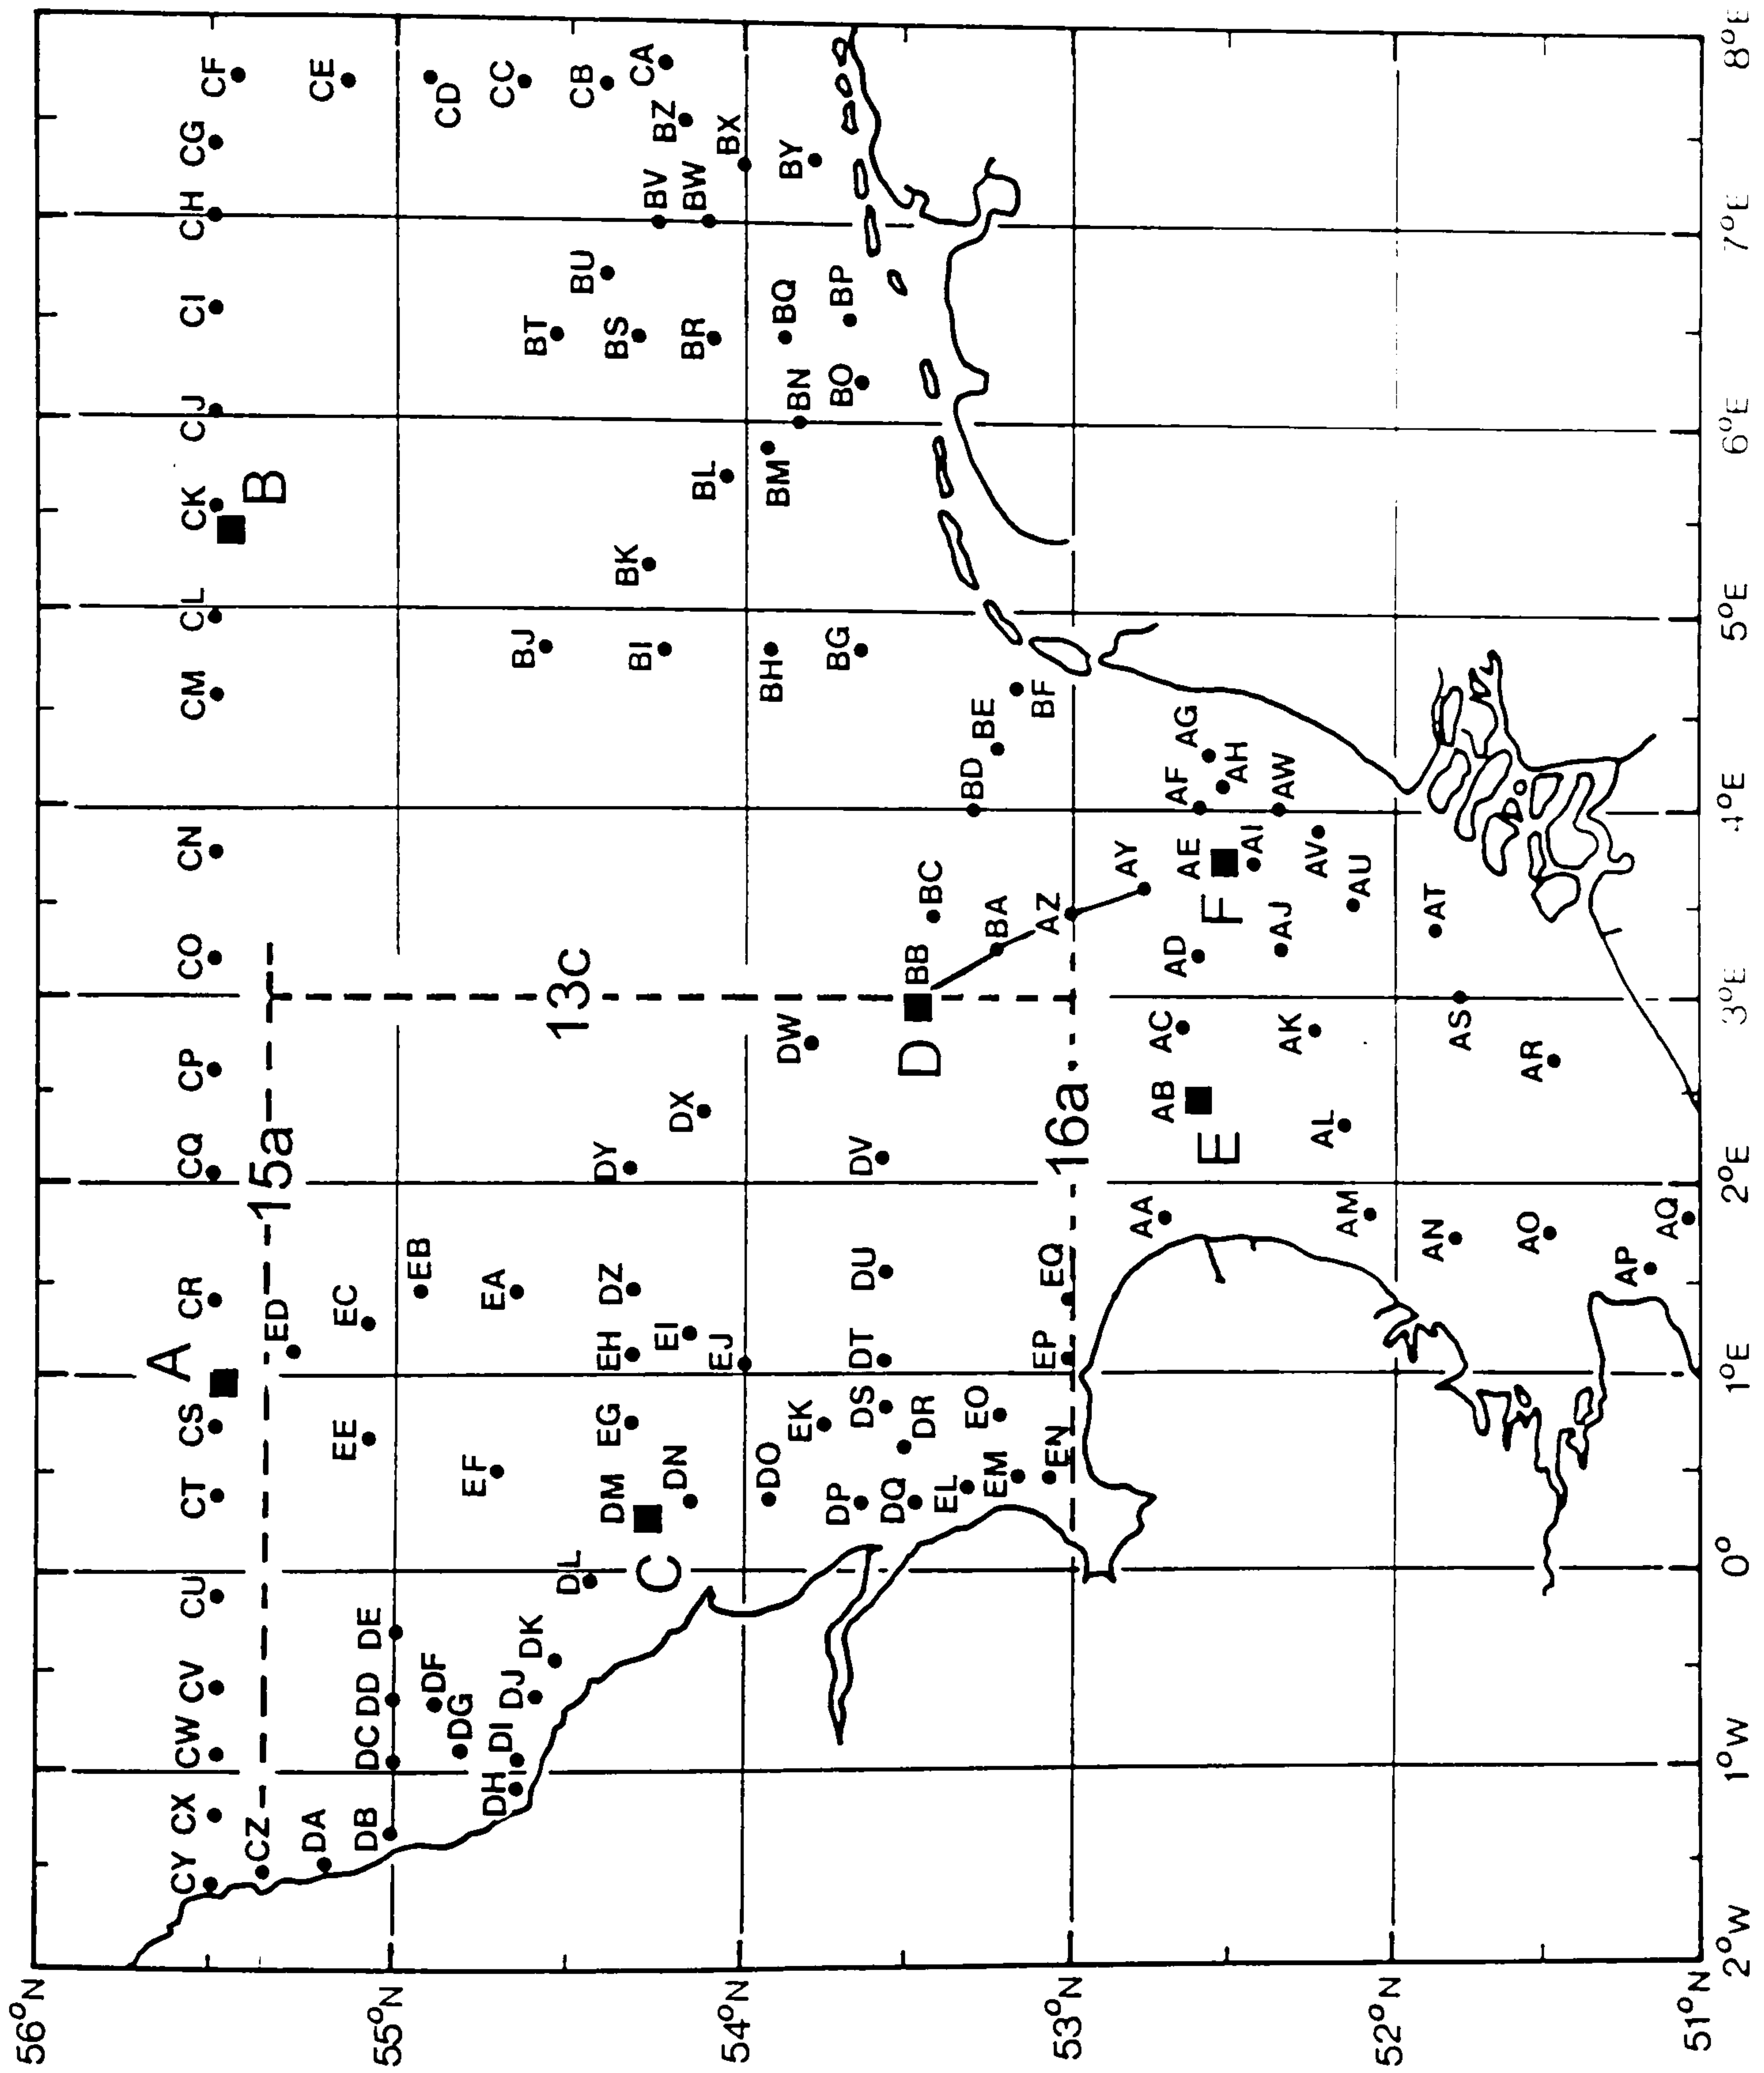 56°N
CY CX CW CV CU CT CS CR CQ CP CO CN CM CL CK CJ CI CH CG CF
A
B
CZ
15a
ED
DA
EE
EC
CE
55°N
DB
DC
DD
DE
EB
CD
DF
DG
EF
EA
CC
DH
DI
DJ
DK
BJ
BT
13c
DL
DM
EG
EH
DZ
DY
BI
BK
BS
BU
CB
C
DN
EI
DX
BR
BV
BW
BZ
CA
54°N
EJ
BL
BX
DO
EK
DW
BH
BM
BN
BQ
BY
DP
DS
DT
DU
DV
BG
BO
BP
DQ
DR
D
BB
BC
EL
EO
BA
BD
BE
EM
EN
EP
EQ
AZ
BF
53°N
16a
AY
AA
AB
AC
AD
AE
AF
AG
E
F
AH
AK
AJ
AI
AW
AL
AV
AM
AU
52°N
AN
AS
AT
AO
AR
AP
AQ
51°N
2°W 1°W 0° 1°E 2°E 3°E 4°E 5°E 6°E 7°E 8°E